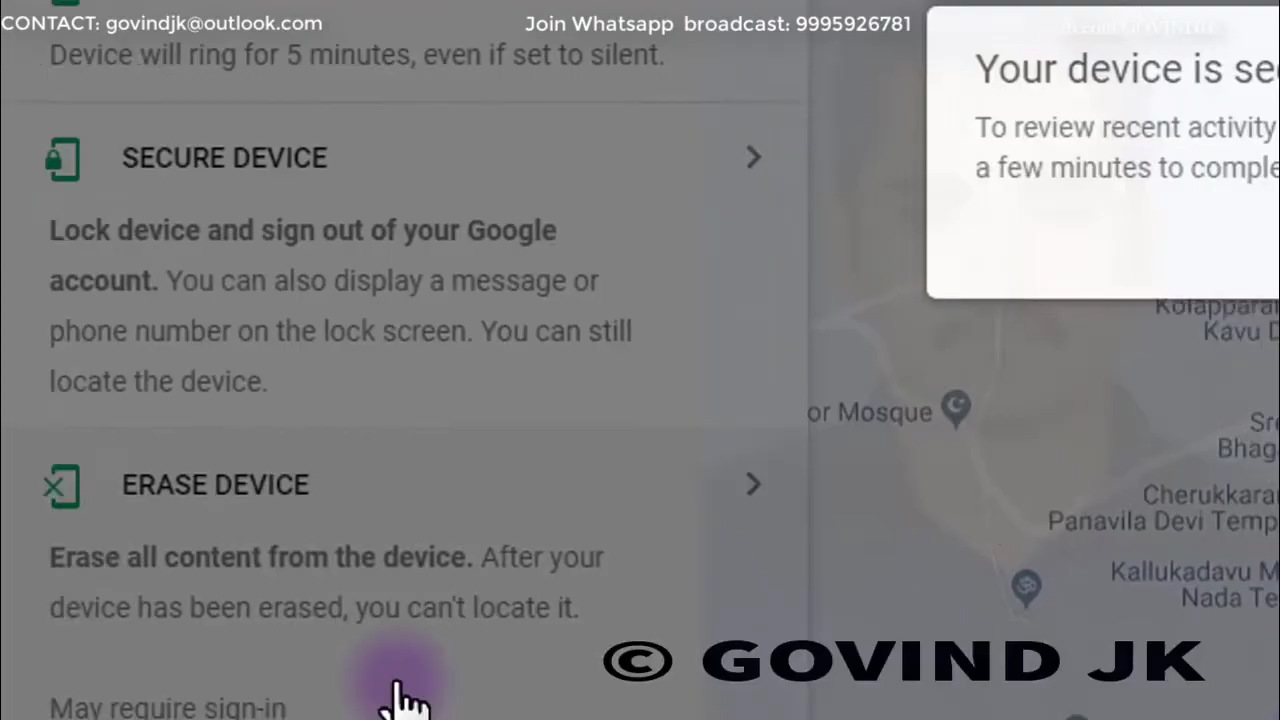 CONTACT: govindjk@outlook.com
Join Whatsapp broadcast: 9995926781
Device will ring for 5 minutes, even if set to silent.
Your device is se
To review recent activity
a few minutes to comple
SECURE DEVICE
Lock device and sign out of your Google
account. You can also display a message or
phone number on the lock screen. You can still
locate the device.
Kolapparai
Kavu D
or Mosque
Sre
Bhag
ERASE DEVICE
Cherukkara
Panavila Devi Temp
Erase all content from the device. After your
device has been erased, you can't locate it.
Kallukadavu M
Nada Te
© GOVIND JK
May require sign-in